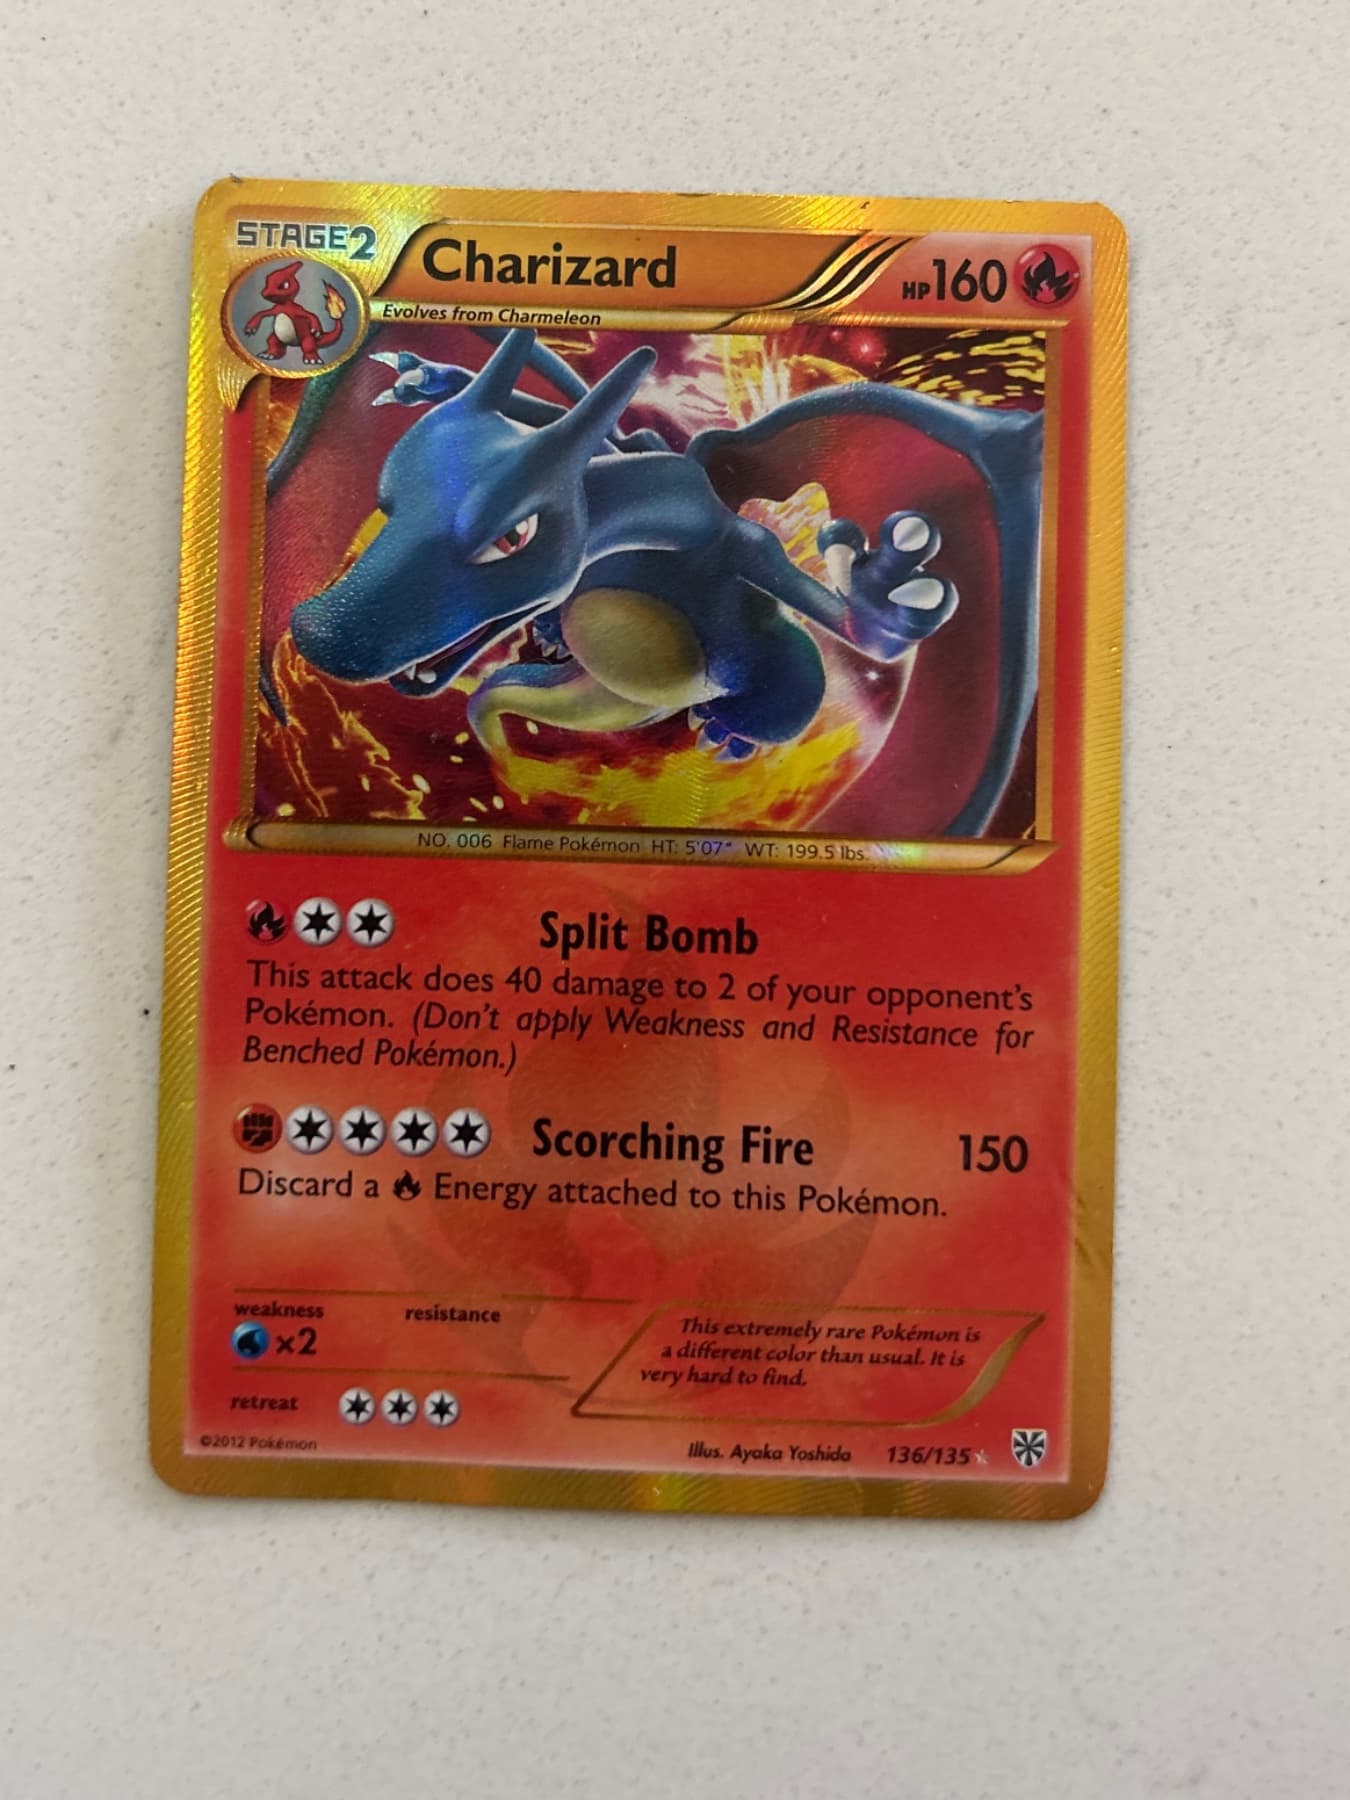 STAGE2
Charizard
HP160
Evolves from Charmeleon
NO. 006 Flame Pokémon HT: 5'07" WT: 199.5 lbs.
Split Bomb
This attack does 40 damage to 2 of your opponent's
Pokémon. (Don't apply Weakness and Resistance for
Benched Pokémon.)
Scorching Fire 150
Discard a Energy attached to this Pokémon.
weakness resistance
×2
This extremely rare Pokémon is
a different color than usual. It is
very hard to find.
retreat
©2012 Pokémon
Illus. Ayaka Yoshida 136/135